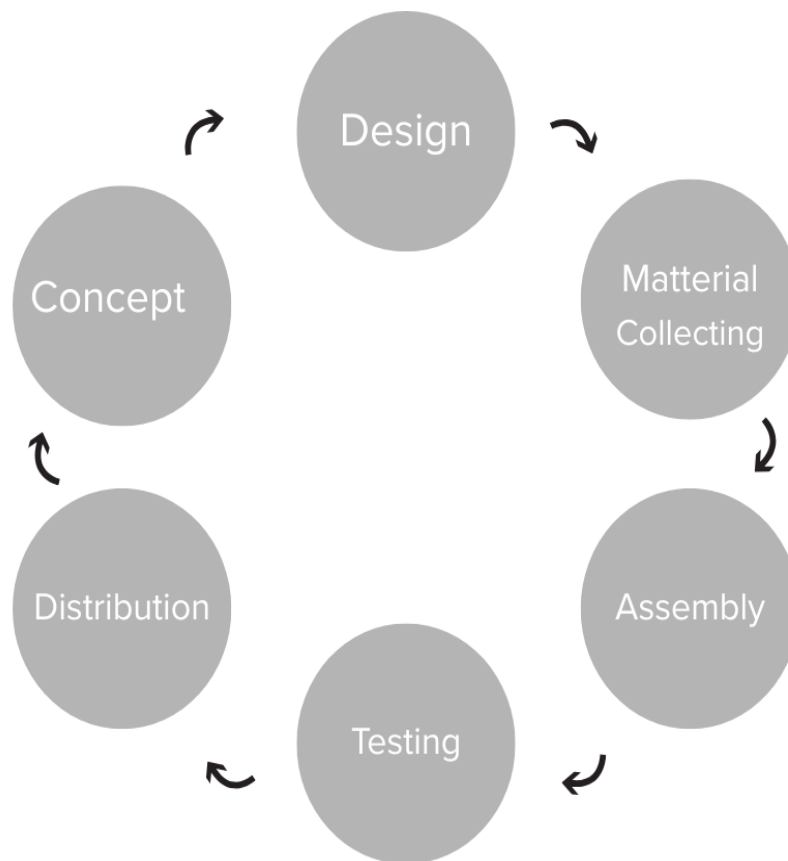 Design
Concept
Matterial
Collecting
Distribution
Assembly
Testing